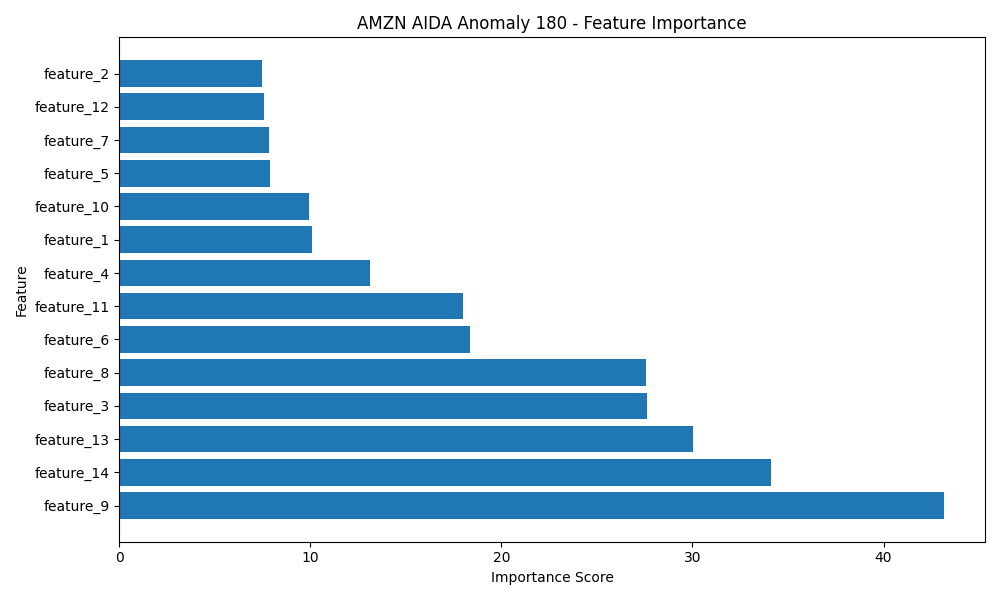 AMZN AIDA Anomaly 180 - Feature Importance
feature_2
feature_12
feature_7
feature_5
feature_10
feature_1
feature_4
feature_11
feature_6
feature_8
feature_3
feature_13
feature_14
feature_9
Feature
0 10 20 30 40
Importance Score